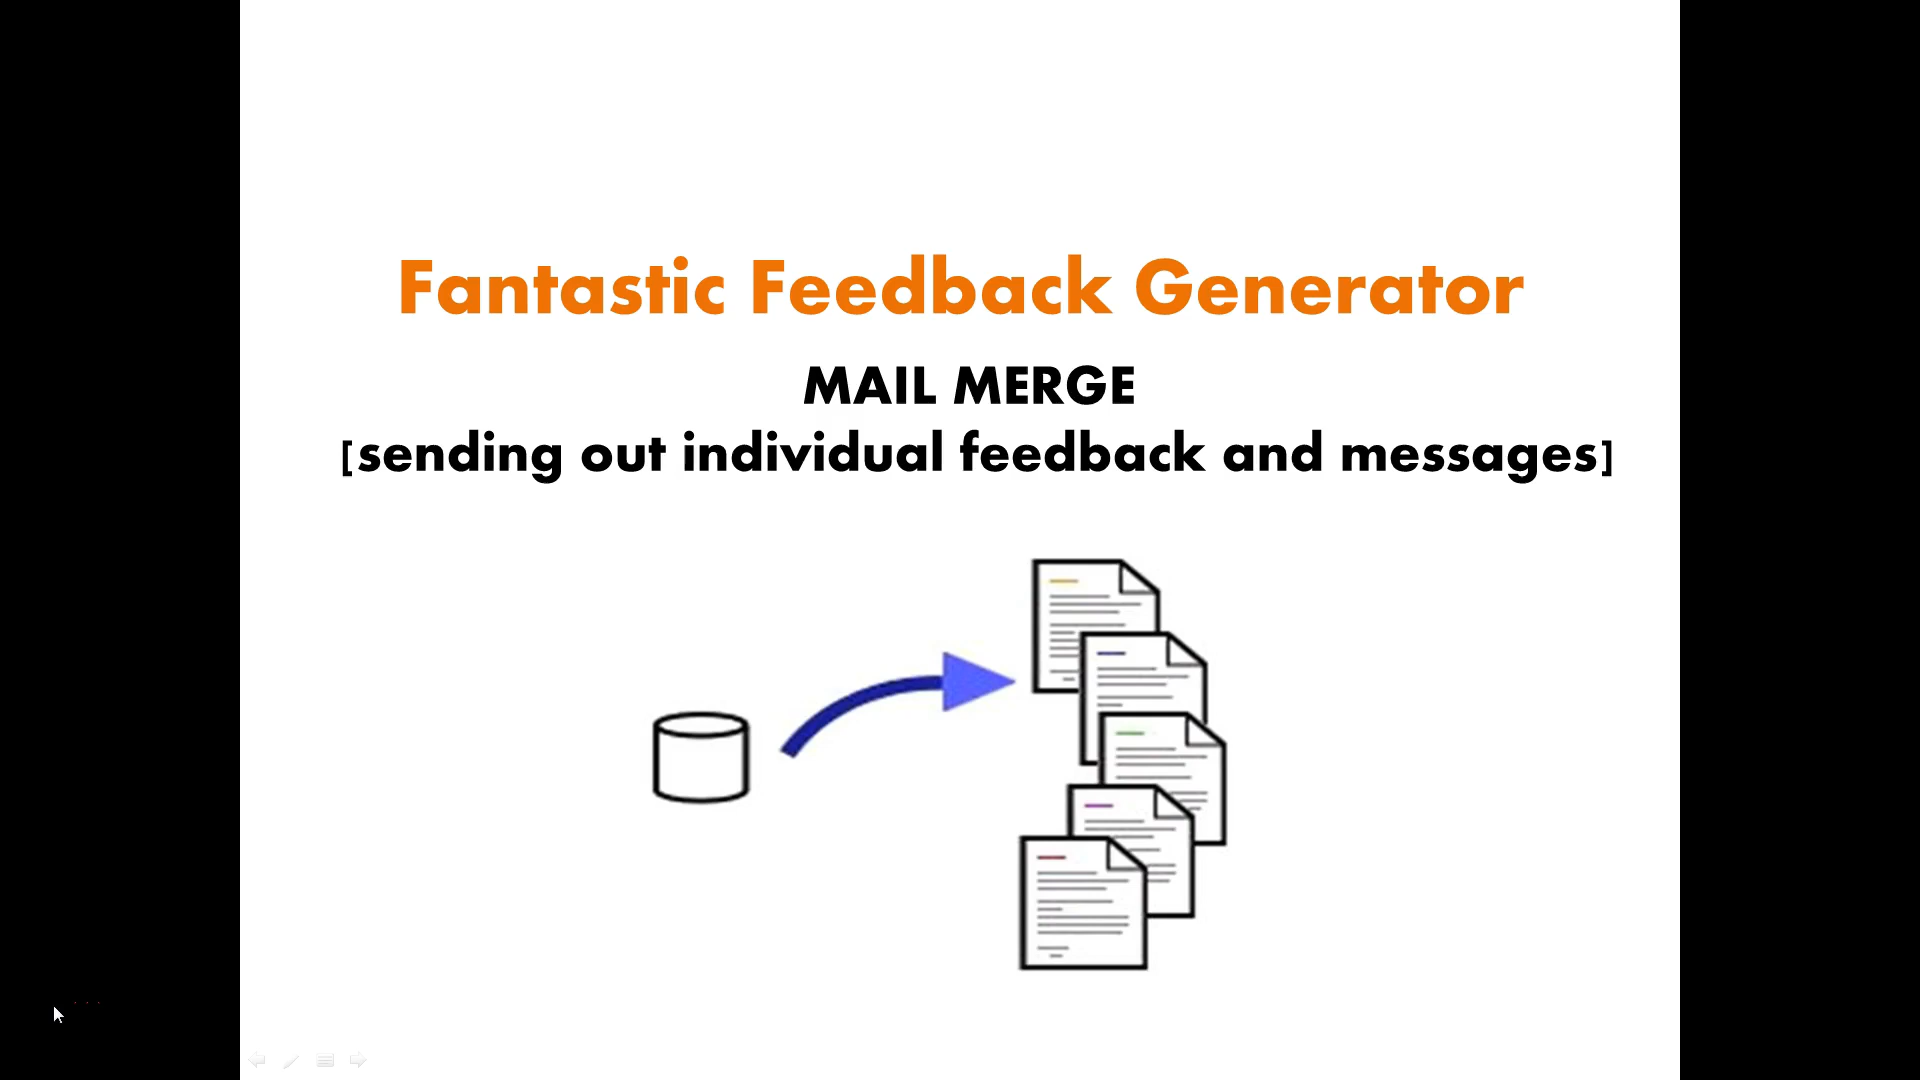 Fantastic Feedback Generator
MAIL MERGE
[sending out individual feedback and messages]